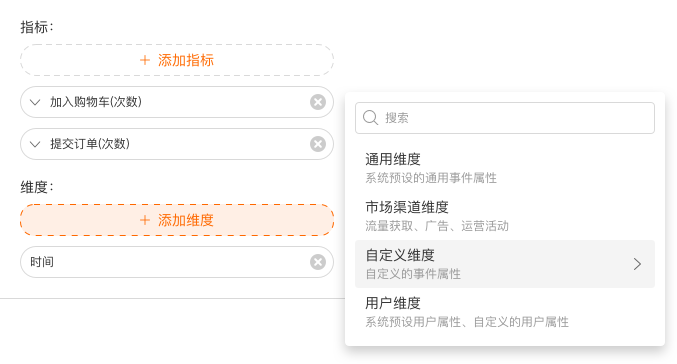 指标：
＋ 添加指标
加入购物车(次数)
提交订单(次数)
维度：
＋ 添加维度
时间
搜索
通用维度
系统预设的通用事件属性
市场渠道维度
流量获取、广告、运营活动
自定义维度
自定义的事件属性
用户维度
系统预设用户属性、自定义的用户属性